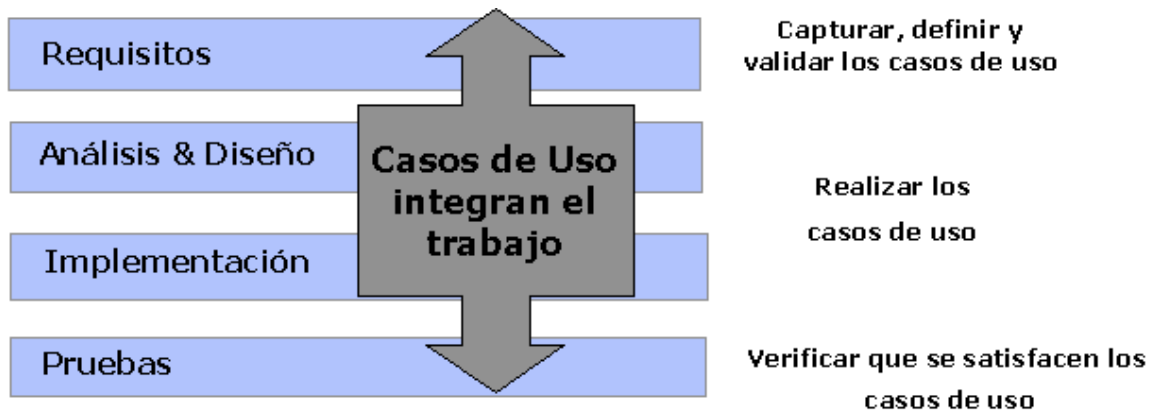 Requisitos
Capturar, definir y
validar los casos de uso
Análisis & Diseño
Casos de Uso
integran el
trabajo
Realizar los
casos de uso
Implementación
Pruebas
Verificar que se satisfacen los
casos de uso